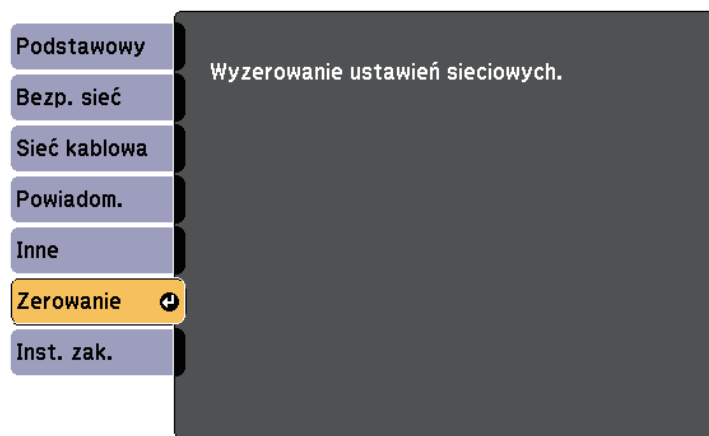 Podstawowy
Bezp. sieć
Sieć kablowa
Powiadom.
Inne
Zerowanie
Inst. zak.
Wyzerowanie ustawień sieciowych.